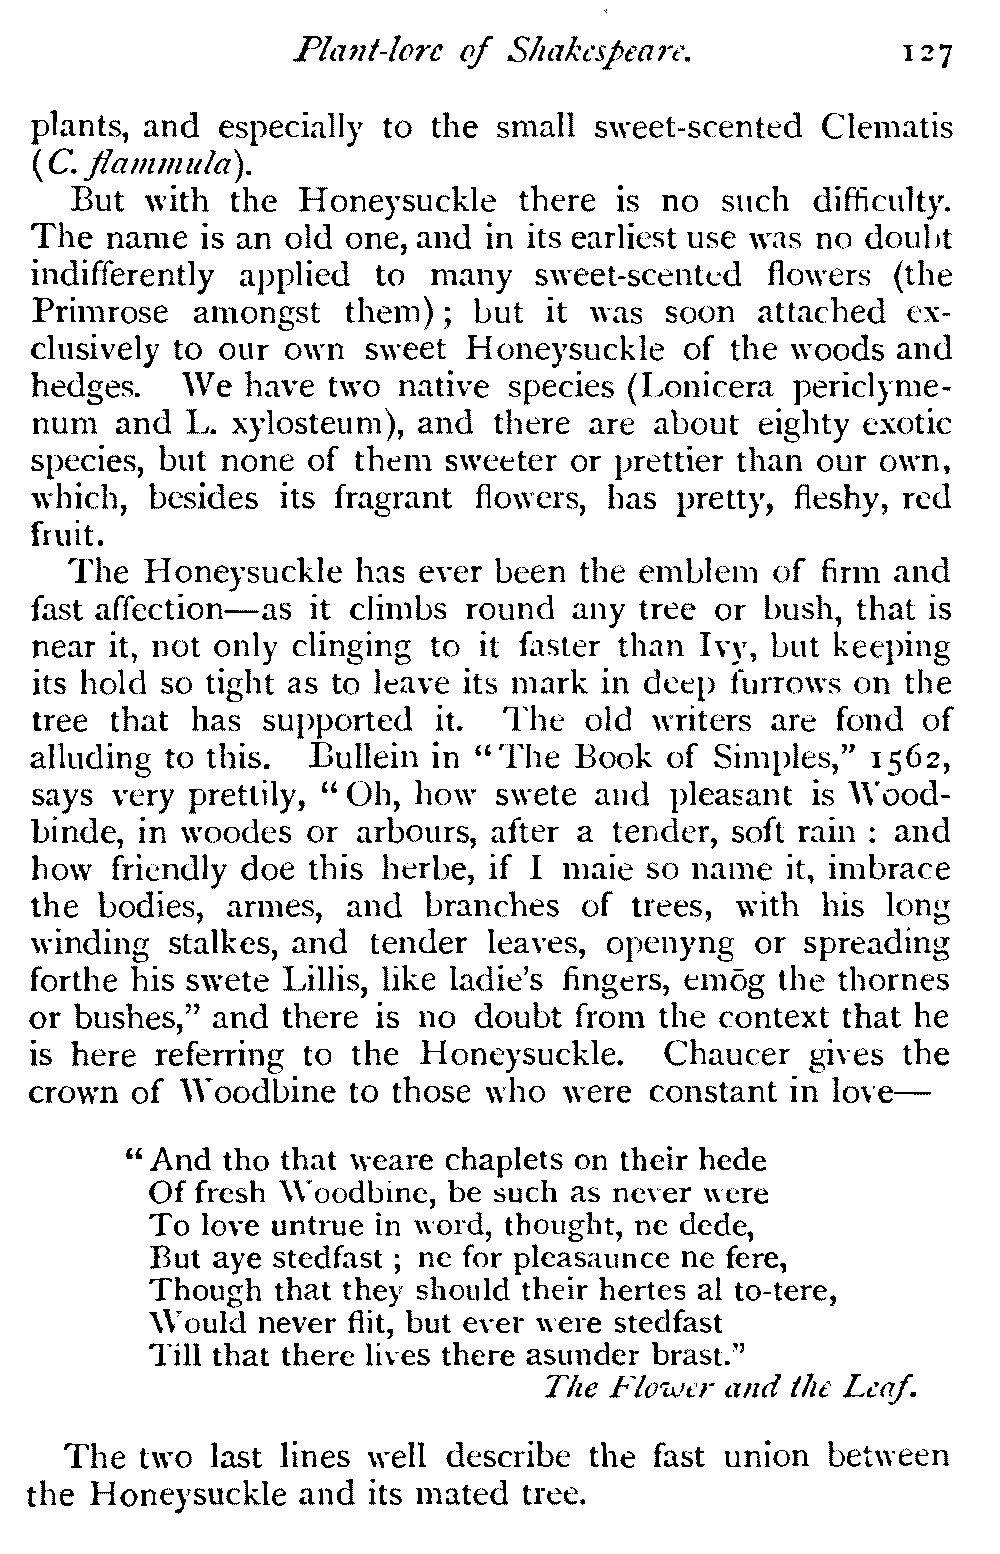 Plant-lore of Shakespeare. 127
plants, and especially to the small sweet-scented Clematis
(C. flammula).
But with the Honeysuckle there is no such difficulty.
The name is an old one, and in its earliest use was no doubt
indifferently applied to many sweet-scented flowers (the
Primrose amongst them) ; but it was soon attached ex-
clusively to our own sweet Honeysuckle of the woods and
hedges. We have two native species (Lonicera periclyme-
num and L. xylosteum), and there are about eighty exotic
species, but none of them sweeter or prettier than our own,
which, besides its fragrant flowers, has pretty, fleshy, red
fruit.
The Honeysuckle has ever been the emblem of firm and
fast affection—as it climbs round any tree or bush, that is
near it, not only clinging to it faster than Ivy, but keeping
its hold so tight as to leave its mark in deep furrows on the
tree that has supported it. The old writers are fond of
alluding to this. Bullein in “The Book of Simples,” 1562,
says very prettily, “Oh, how swete and pleasant is Wood-
binde, in woodes or arbours, after a tender, soft rain : and
how friendly doe this herbe, if I maie so name it, imbrace
the bodies, armes, and branches of trees, with his long
winding stalkes, and tender leaves, openyng or spreading
forthe his swete Lillis, like ladie’s fingers, emōg the thornes
or bushes,” and there is no doubt from the context that he
is here referring to the Honeysuckle. Chaucer gives the
crown of Woodbine to those who were constant in love—
“And tho that weare chaplets on their hede
Of fresh Woodbine, be such as never were
To love untrue in word, thought, ne dede,
But aye stedfast ; ne for pleasaunce ne fere,
Though that they should their hertes al to-tere,
Would never flit, but ever were stedfast
Till that there lives there asunder brast.”
The Flower and the Leaf.
The two last lines well describe the fast union between
the Honeysuckle and its mated tree.